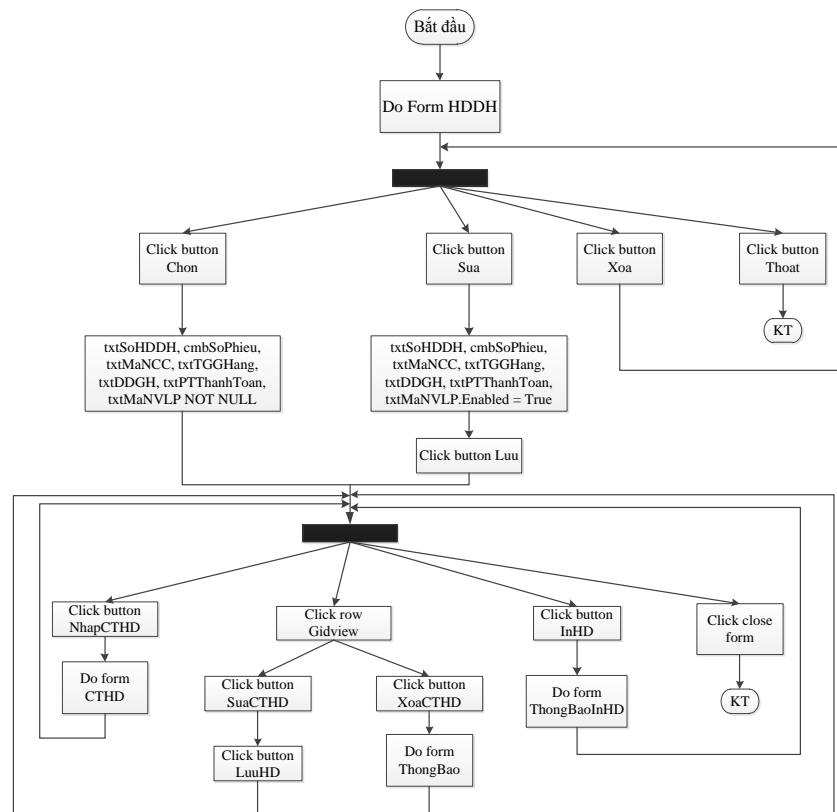 Bắt đầu
Do Form HDDH
Click button
Chon
Click button
Sua
Click button
Xoa
Click button
Thoat
KT
txtSoHDDH, cmbSoPhieu,
txtMaNCC, txtTGGHang,
txtDDGH, txtPTThanhToan,
txtMaNVLP NOT NULL
txtSoHDDH, cmbSoPhieu,
txtMaNCC, txtTGGHang,
txtDDGH, txtPTThanhToan,
txtMaNVLP.Enabled = True
Click button Luu
Click button
NhapCTHD
Click row
Gidview
Click button
InHD
Click close
form
Do form
CTHD
Click button
SuaCTHD
Click button
XoaCTHD
Do form
ThongBaoInHD
KT
Click button
LuuHD
Do form
ThongBao